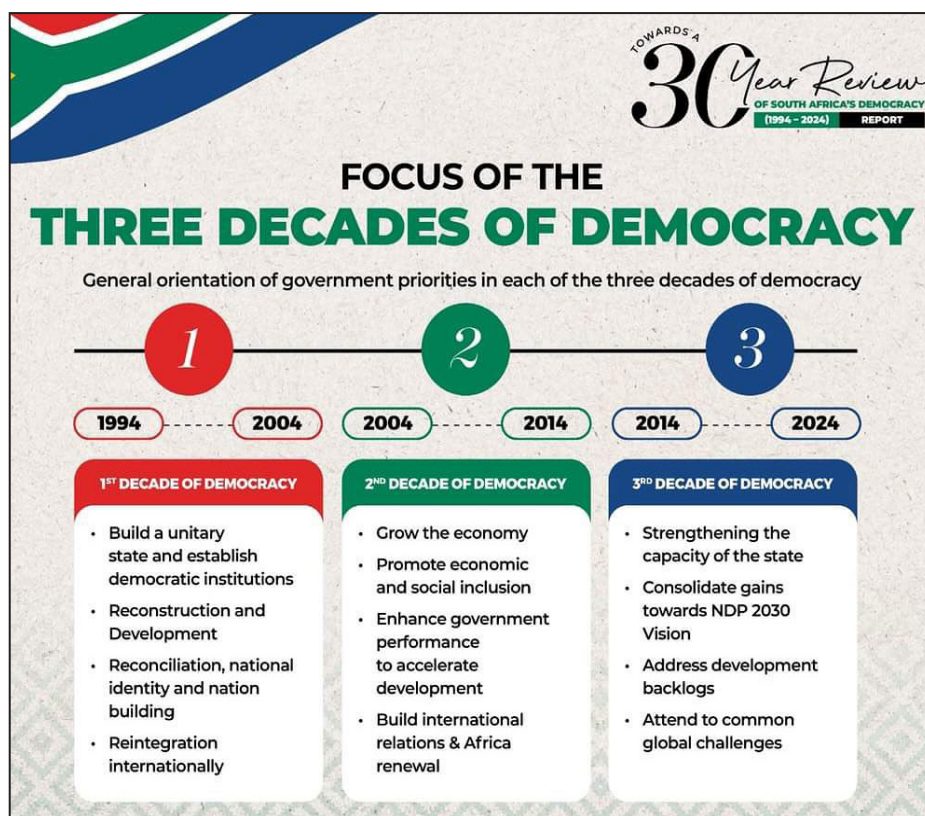 TOWARDS A
30 Year Review
OF SOUTH AFRICA'S DEMOCRACY
(1994 – 2024) REPORT
FOCUS OF THE
THREE DECADES OF DEMOCRACY
General orientation of government priorities in each of the three decades of democracy
1 2 3
1994 2004 2004 2014 2014 2024
1ST DECADE OF DEMOCRACY
• Build a unitary
state and establish
democratic institutions
• Reconstruction and
Development
• Reconciliation, national
identity and nation
building
• Reintegration
internationally
2ND DECADE OF DEMOCRACY
• Grow the economy
• Promote economic
and social inclusion
• Enhance government
performance
to accelerate
development
• Build international
relations & Africa
renewal
3RD DECADE OF DEMOCRACY
• Strengthening the
capacity of the state
• Consolidate gains
towards NDP 2030
Vision
• Address development
backlogs
• Attend to common
global challenges